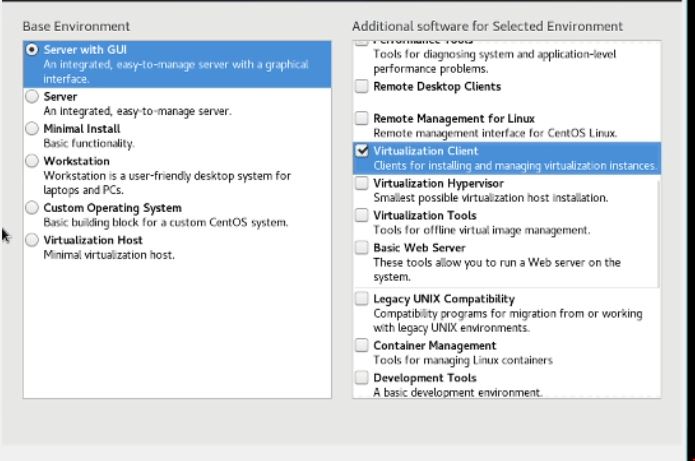 Base Environment
Server with GUI
An integrated, easy-to-manage server with a graphical
interface.
Server
An integrated, easy-to-manage server.
Minimal Install
Basic functionality.
Workstation
Workstation is a user-friendly desktop system for
laptops and PCs.
Custom Operating System
Basic building block for a custom CentOS system.
Virtualization Host
Minimal virtualization host.
Additional software for Selected Environment
Performance Tools
Tools for diagnosing system and application-level
performance problems.
Remote Desktop Clients
Remote Management for Linux
Remote management interface for CentOS Linux.
Virtualization Client
Clients for installing and managing virtualization instances.
Virtualization Hypervisor
Smallest possible virtualization host installation.
Virtualization Tools
Tools for offline virtual image management.
Basic Web Server
These tools allow you to run a Web server on the
system.
Legacy UNIX Compatibility
Compatibility programs for migration from or working
with legacy UNIX environments.
Container Management
Tools for managing Linux containers
Development Tools
A basic development environment.